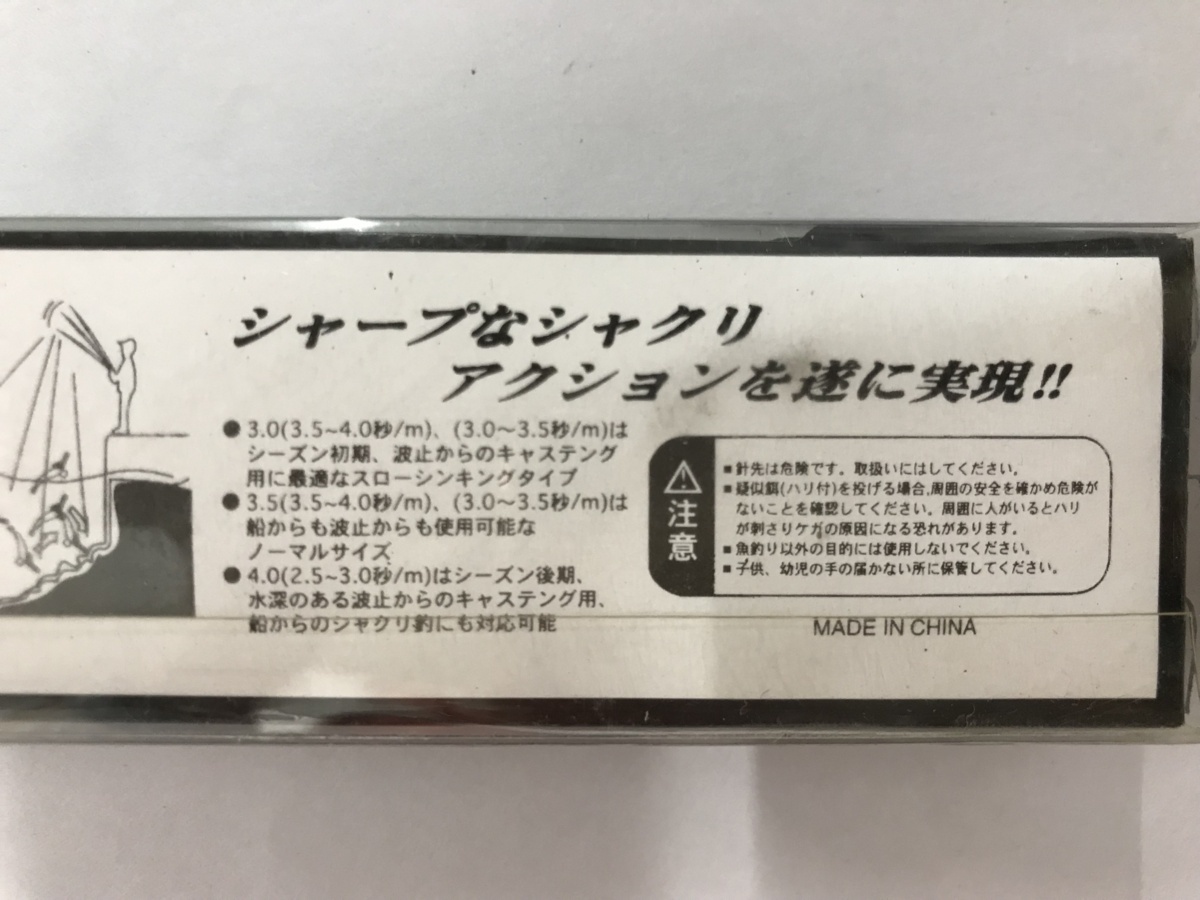 シャープなシャクリ
アクションを遂に実現!!
●3.0(3.5~4.0秒/m)、(3.0〜3.5秒/m)は
シーズン初期、波止からのキャステング
用に最適なスローシンキングタイプ
●3.5(3.5~4.0秒/m)、(3.0〜3.5秒/m)は
船からも波止からも使用可能な
ノーマルサイズ
●4.0(2.5~3.0秒/m)はシーズン後期、
水深のある波止からのキャステング用、
船からのシャクリ釣にも対応可能
⚠注意
■針先は危険です。取扱いにはしてください。
■疑似餌(ハリ付)を投げる場合,周囲の安全を確かめ危険が
ないことを確認してください。周囲に人がいるとハリ
が刺さりケガの原因になる恐れがあります。
■魚釣り以外の目的には使用しないでください。
■子供、幼児の手の届かない所に保管してください。
MADE IN CHINA